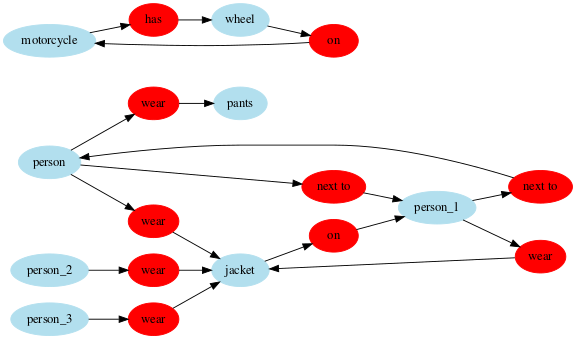 motorcycle
has
wheel
on
wear
pants
person
next to
next to
person_1
wear
on
wear
person_2
wear
jacket
person_3
wear